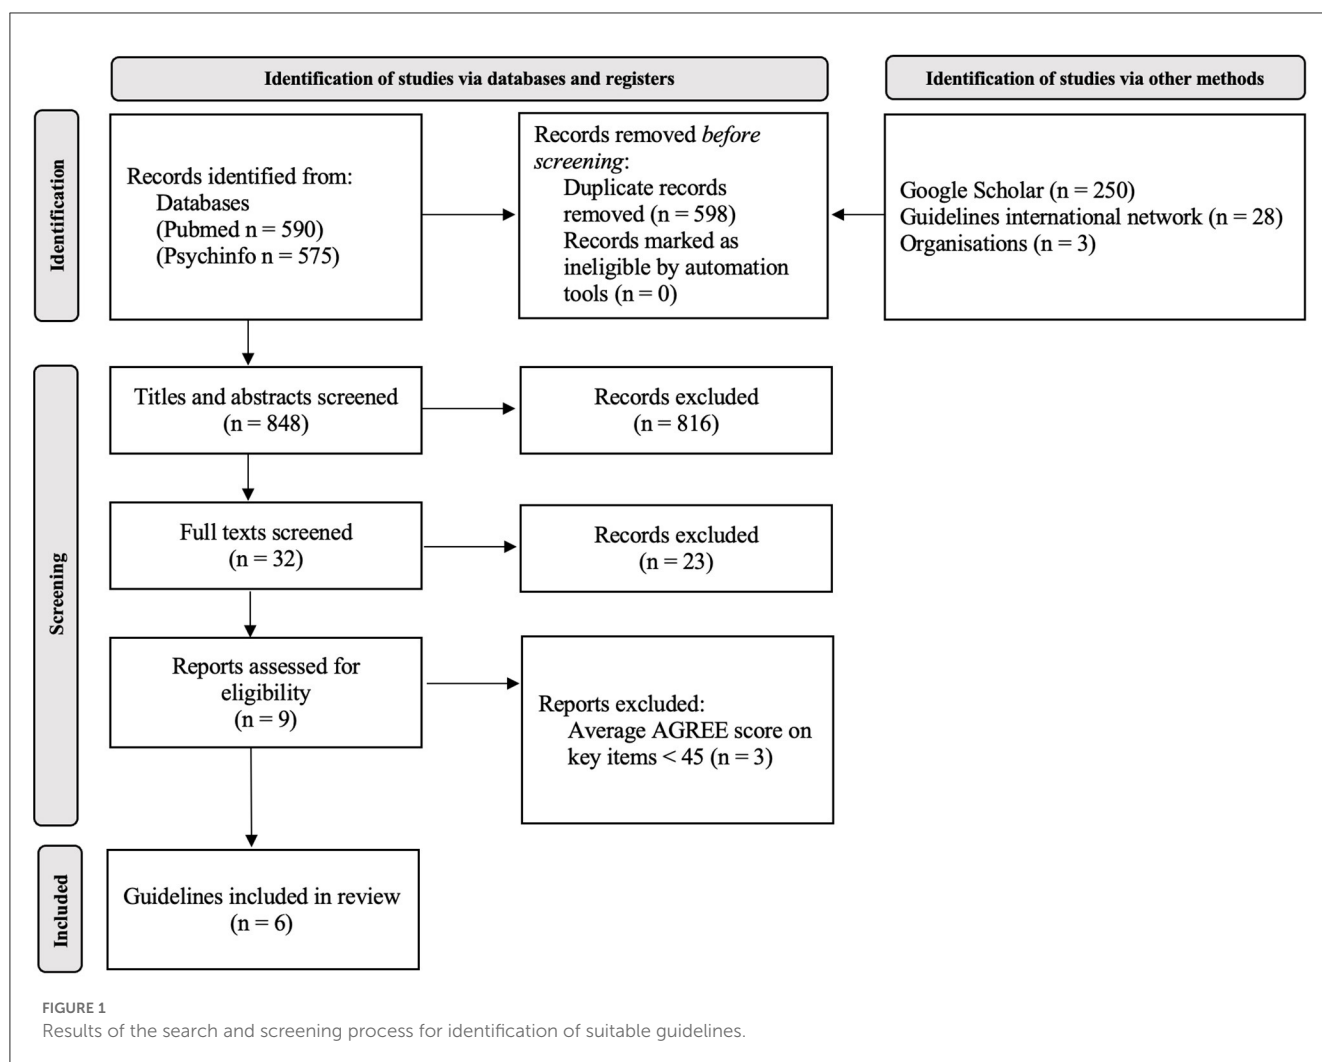 Identification of studies via databases and registers
Identification of studies via other methods
Identification
Records identified from:
Databases
(Pubmed n = 590)
(Psychinfo n = 575)
Records removed before
screening:
Duplicate records
removed (n = 598)
Records marked as
ineligible by automation
tools (n = 0)
Google Scholar (n = 250)
Guidelines international network (n = 28)
Organisations (n = 3)
Screening
Titles and abstracts screened
(n = 848)
Records excluded
(n = 816)
Full texts screened
(n = 32)
Records excluded
(n = 23)
Reports assessed for
eligibility
(n = 9)
Reports excluded:
Average AGREE score on
key items < 45 (n = 3)
Included
Guidelines included in review
(n = 6)
FIGURE 1
Results of the search and screening process for identification of suitable guidelines.